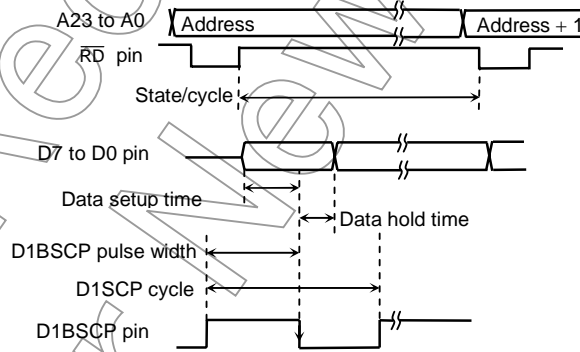 A23 to A0
Address
Address + 1
RD pin
State/cycle
D7 to D0 pin
Data setup time
Data hold time
D1BSCP pulse width
D1SCP cycle
D1BSCP pin